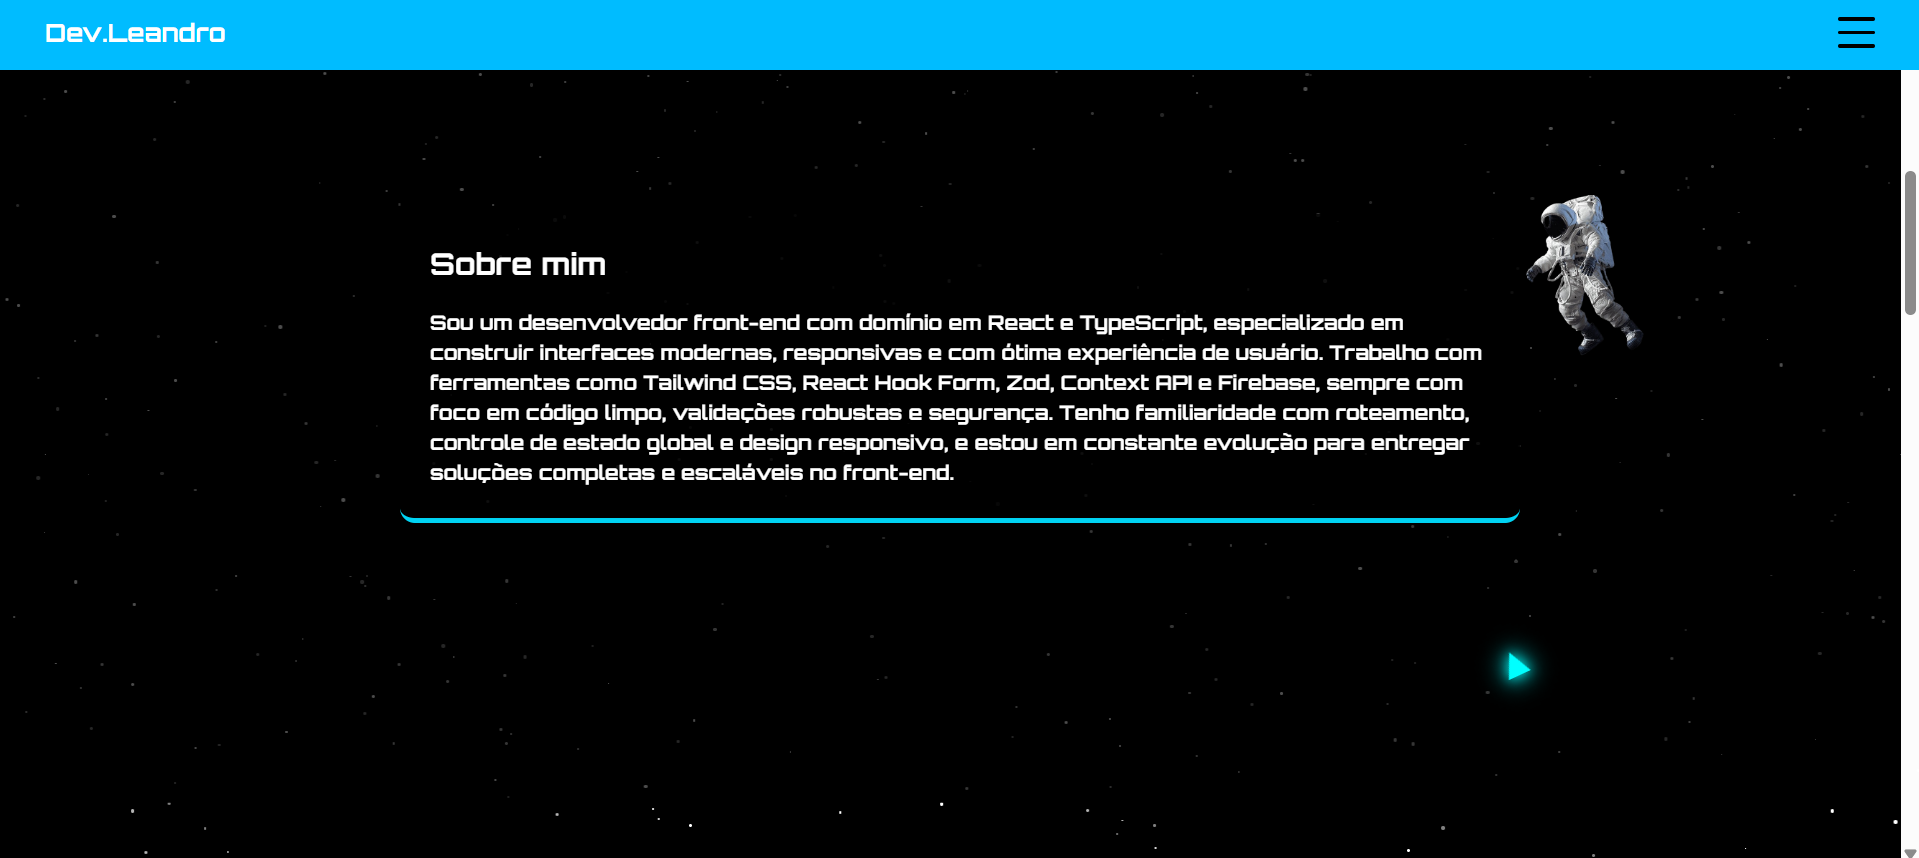 Dev.Leandro
Sobre mim
Sou um desenvolvedor front-end com domínio em React e TypeScript, especializado em
construir interfaces modernas, responsivas e com ótima experiência de usuário. Trabalho com
ferramentas como Tailwind CSS, React Hook Form, Zod, Context API e Firebase, sempre com
foco em código limpo, validações robustas e segurança. Tenho familiaridade com roteamento,
controle de estado global e design responsivo, e estou em constante evolução para entregar
soluções completas e escaláveis no front-end.